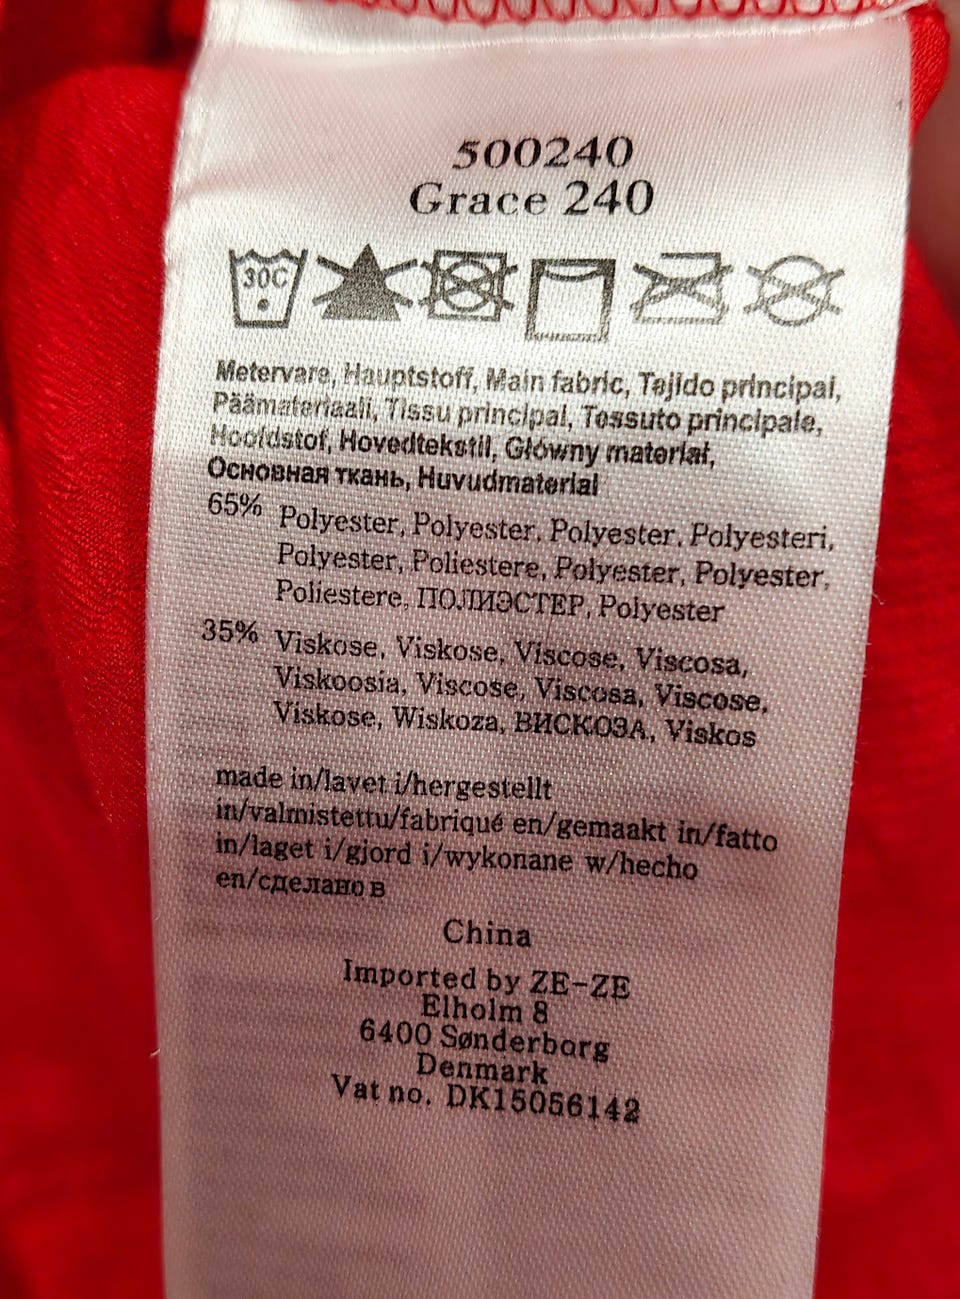 500240
Grace 240
30C
Metervare, Hauptstoff, Main fabric, Tejido principal,
Päämateriaali, Tissu principal, Tessuto principale,
Hoofdstof, Hovedtekstil, Główny materiał,
Основная ткань, Huvudmaterial
65% Polyester, Polyester, Polyester, Polyesteri,
Polyester, Poliestere, Polyester, Polyester,
Poliestere, ПОЛИЭСТЕР, Polyester
35% Viskose, Viskose, Viscose, Viscosa,
Viskoosia, Viscose, Viscosa, Viscose,
Viskose, Wiskoza, ВИСКОЗА, Viskos
made in/lavet i/hergestellt
in/valmistettu/fabriqué en/gemaakt in/fatto
in/laget i/gjord i/wykonane w/hecho
en/сделано в
China
Imported by ZE-ZE
Elholm 8
6400 Sønderborg
Denmark
Vat no. DK15056142